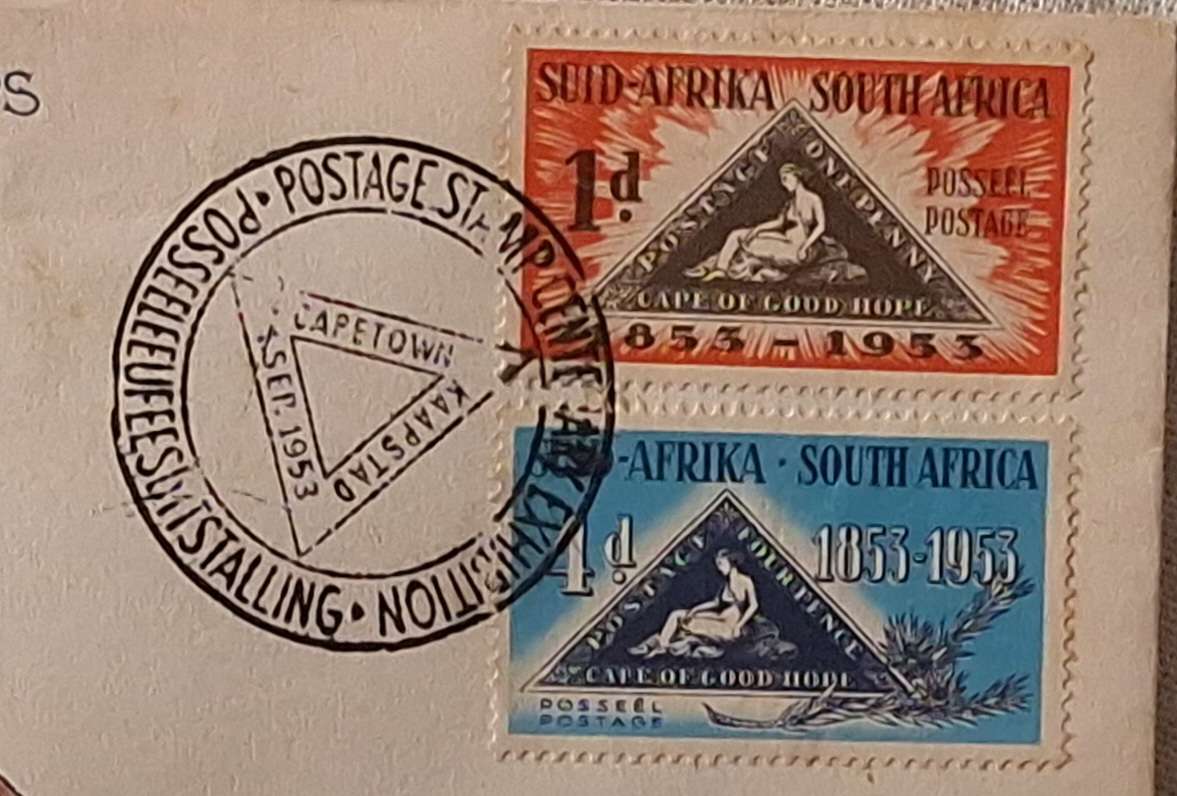 POSTAGE STAMP CENTENARY EXHIBITION •
POSSEËLEEUFEESUITSTALLING •
CAPETOWN
KAAPSTAD
SEP. 1953
SUID-AFRIKA SOUTH AFRICA
1d.
POSSEËL
POSTAGE
POSTAGE ONE PENNY
CAPE OF GOOD HOPE
1853 - 1953
SUID-AFRIKA · SOUTH AFRICA
4d
1853-1953
POSTAGE FOUR PENCE
CAPE OF GOOD HOPE
POSSEËL
POSTAGE